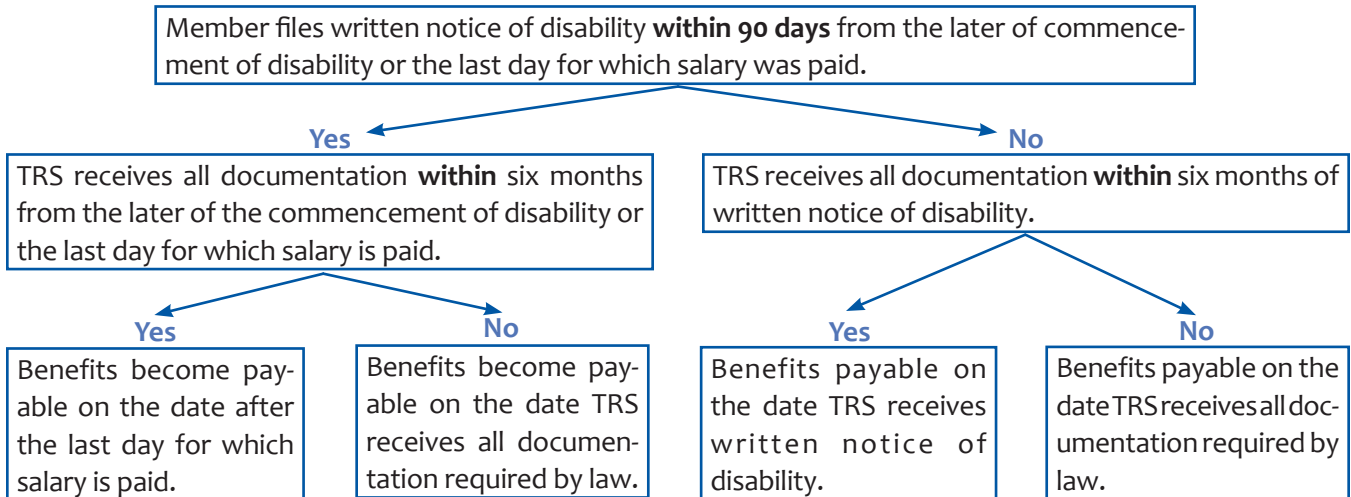 Member files written notice of disability within 90 days from the later of commence-
ment of disability or the last day for which salary was paid.
Yes
No
TRS receives all documentation within six months
from the later of the commencement of disability or
the last day for which salary is paid.
TRS receives all documentation within six months of
written notice of disability.
Yes
No
Yes
No
Benefits become pay-
able on the date after
the last day for which
salary is paid.
Benefits become pay-
able on the date TRS
receives all documen-
tation required by law.
Benefits payable on
the date TRS receives
written notice of
disability.
Benefits payable on the
date TRS receives all doc-
umentation required by
law.